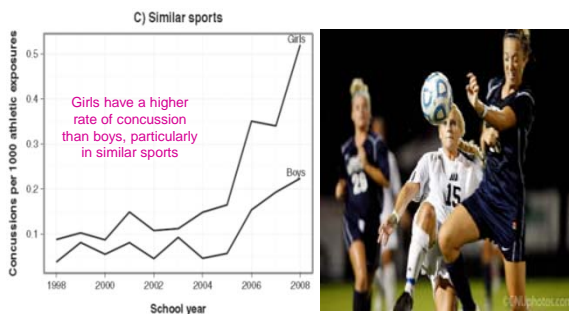 C) Similar sports
Concussions per 1000 athletic exposures
0.5
0.4
0.3
0.2
0.1
Girls
Girls have a higher
rate of concussion
than boys, particularly
in similar sports
Boys
1998
2000
2002
2004
2006
2008
School year
20
15
©CNUphotos.com